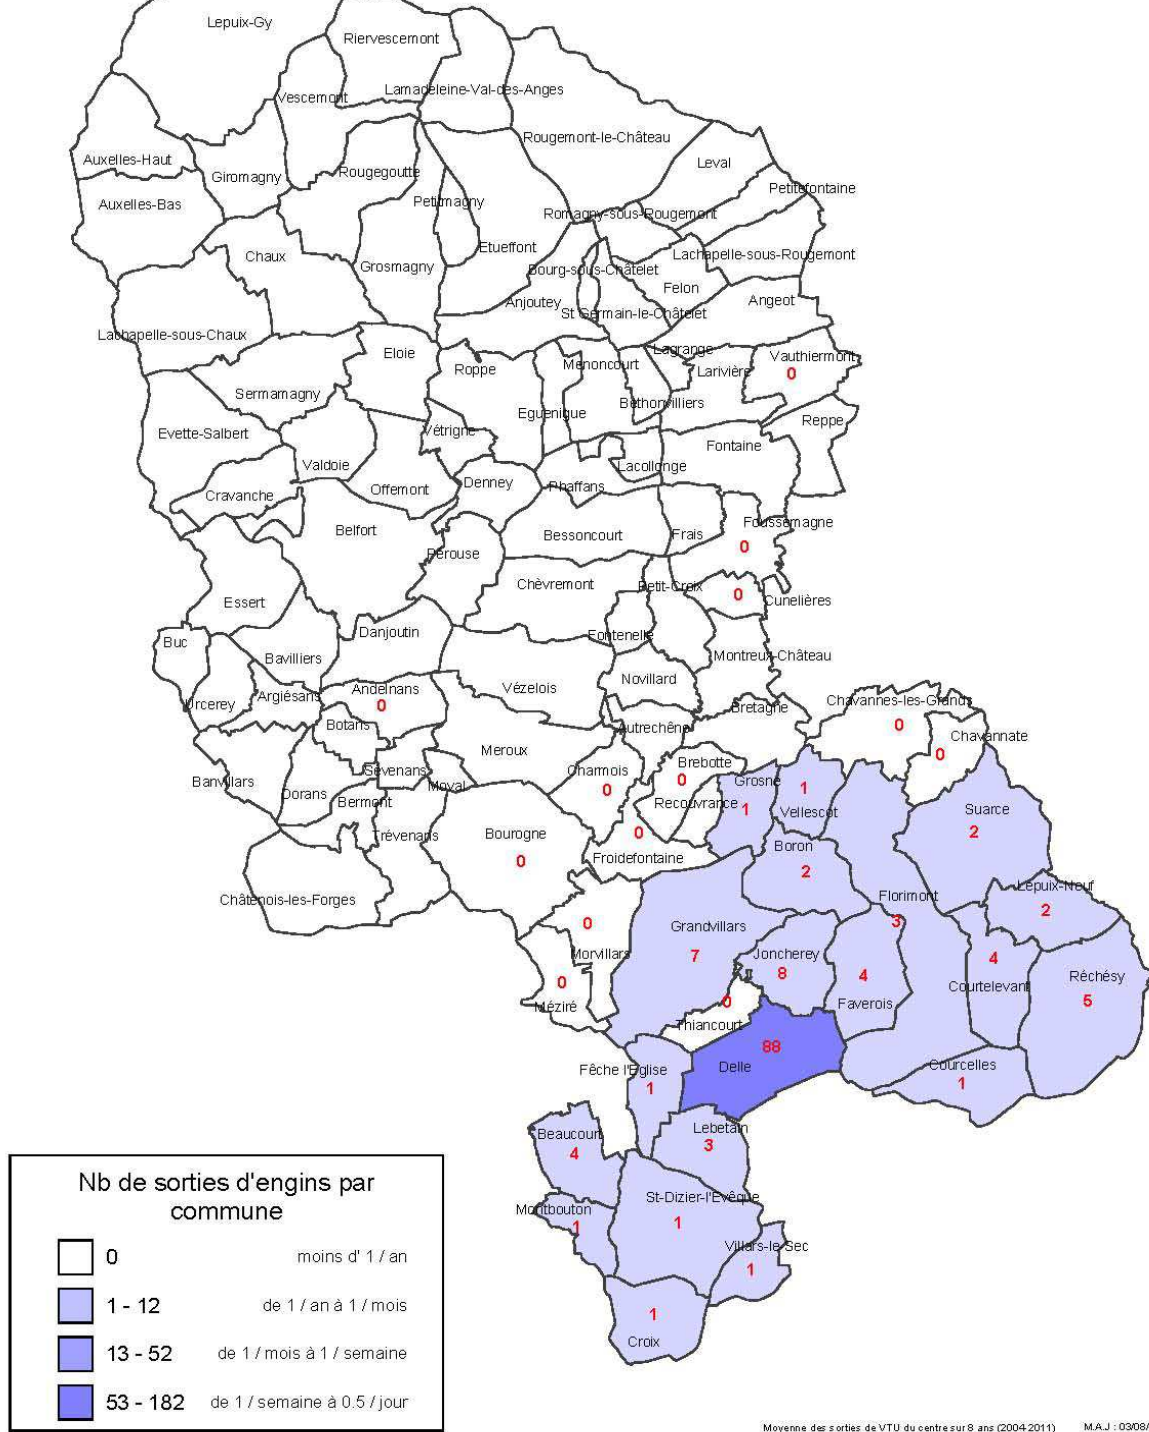 Lepuix-Gy
Riervescemont
Lamadeleine-Val-des-Anges
Vescemont
Rougemont-le-Château
Auxelles-Haut
Leval
Giromagny
Rougegoutte
Petitefontaine
Auxelles-Bas
Petitmagny
Romagny-sous-Rougemont
Etueffont
Chaux
Grosmagny
Bourg-sous-Châtelet
Lachapelle-sous-Rougemont
Felon
Anjoutey
Angeot
St Germain-le-Châtelet
Lachapelle-sous-Chaux
Eloie
Lagrange
Vauthiermont
0
Roppe
Menoncourt
Larivière
Sermamagny
Eguenigue
Bethonvilliers
Reppe
Evette-Salbert
Vétrigne
Fontaine
Valdoie
Lacollonge
Cravanche
Offemont
Denney
Phaffans
Belfort
Bessoncourt
Frais
Foussemagne
0
Perouse
Chèvremont
Petit-Croix
0
Cunelières
Essert
Danjoutin
Fontenelle
Buc
Bavilliers
Montreux-Château
Urcerey
Argiésans
Andelnans
0
Vézelois
Novillard
Bretagne
Chavannes-les-Grands
0
Botans
Autrechêne
Chavannate
0
Meroux
Banvillars
Sevenans
Moval
Charmois
0
Brebotte
0
Grosne
1
1
Vellescot
Dorans
Bermont
Recouvrance
Suarce
2
Trévenans
Bourogne
0
0
Froidefontaine
Boron
2
Châtenois-les-Forges
Florimont
3
Lepuix-Neuf
2
Grandvillars
7
0
Morvillars
Joncherey
8
4
Faverois
4
Courtelevant
Réchésy
5
0
Méziré
0
Thiancourt
88
Delle
Fêche l'Eglise
1
Courcelles
1
Beaucourt
4
Lebetain
3
Montbouton
1
St-Dizier-l'Evêque
1
Villars-le Sec
1
1
Croix
Nb de sorties d'engins par
commune
0 moins d' 1 / an
1 - 12 de 1 / an à 1 / mois
13 - 52 de 1 / mois à 1 / semaine
53 - 182 de 1 / semaine à 0.5 / jour
Moyenne des sorties de VTU du centre sur 8 ans (2004 2011) M.A.J : 03/08/